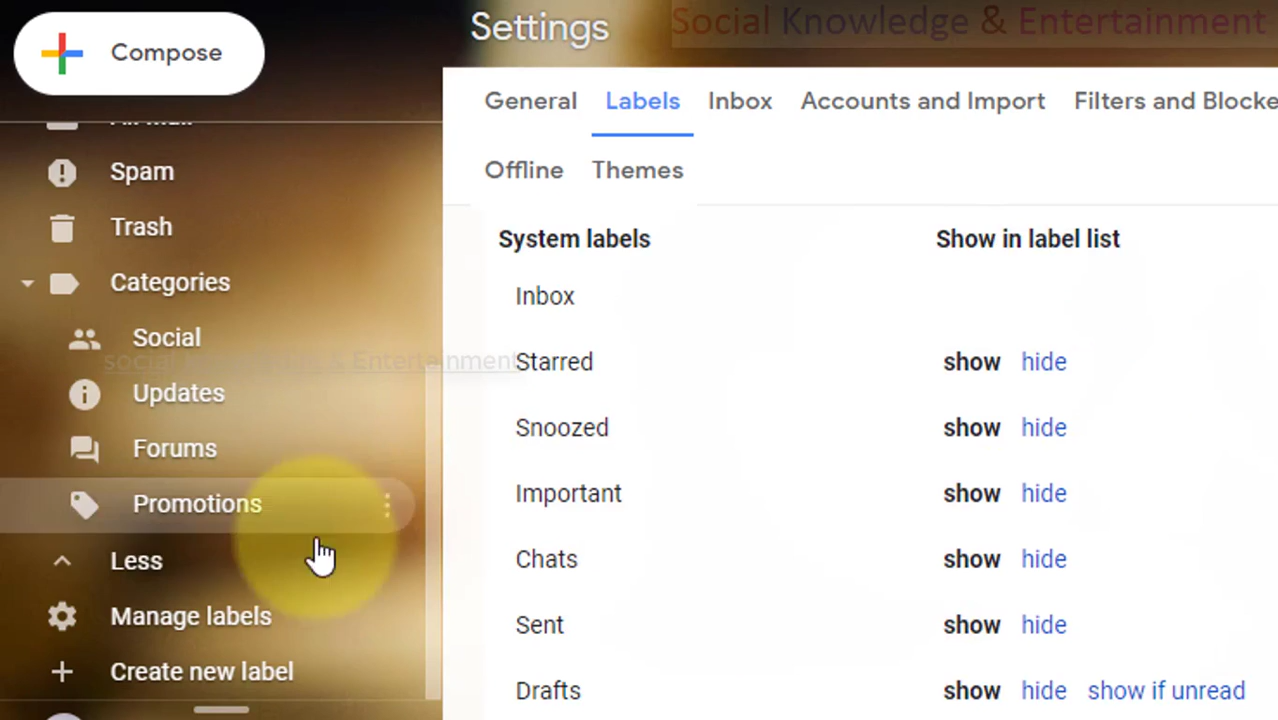 Compose
Spam
Trash
Categories
Social
Updates
Forums
Promotions
Less
Manage labels
Create new label
Settings
Social Knowledge & Entertainment
General Labels Inbox Accounts and Import Filters and Blocke
Offline Themes
System labels Show in label list
Inbox
Starred show hide
Snoozed show hide
Important show hide
Chats show hide
Sent show hide
Drafts show hide show if unread